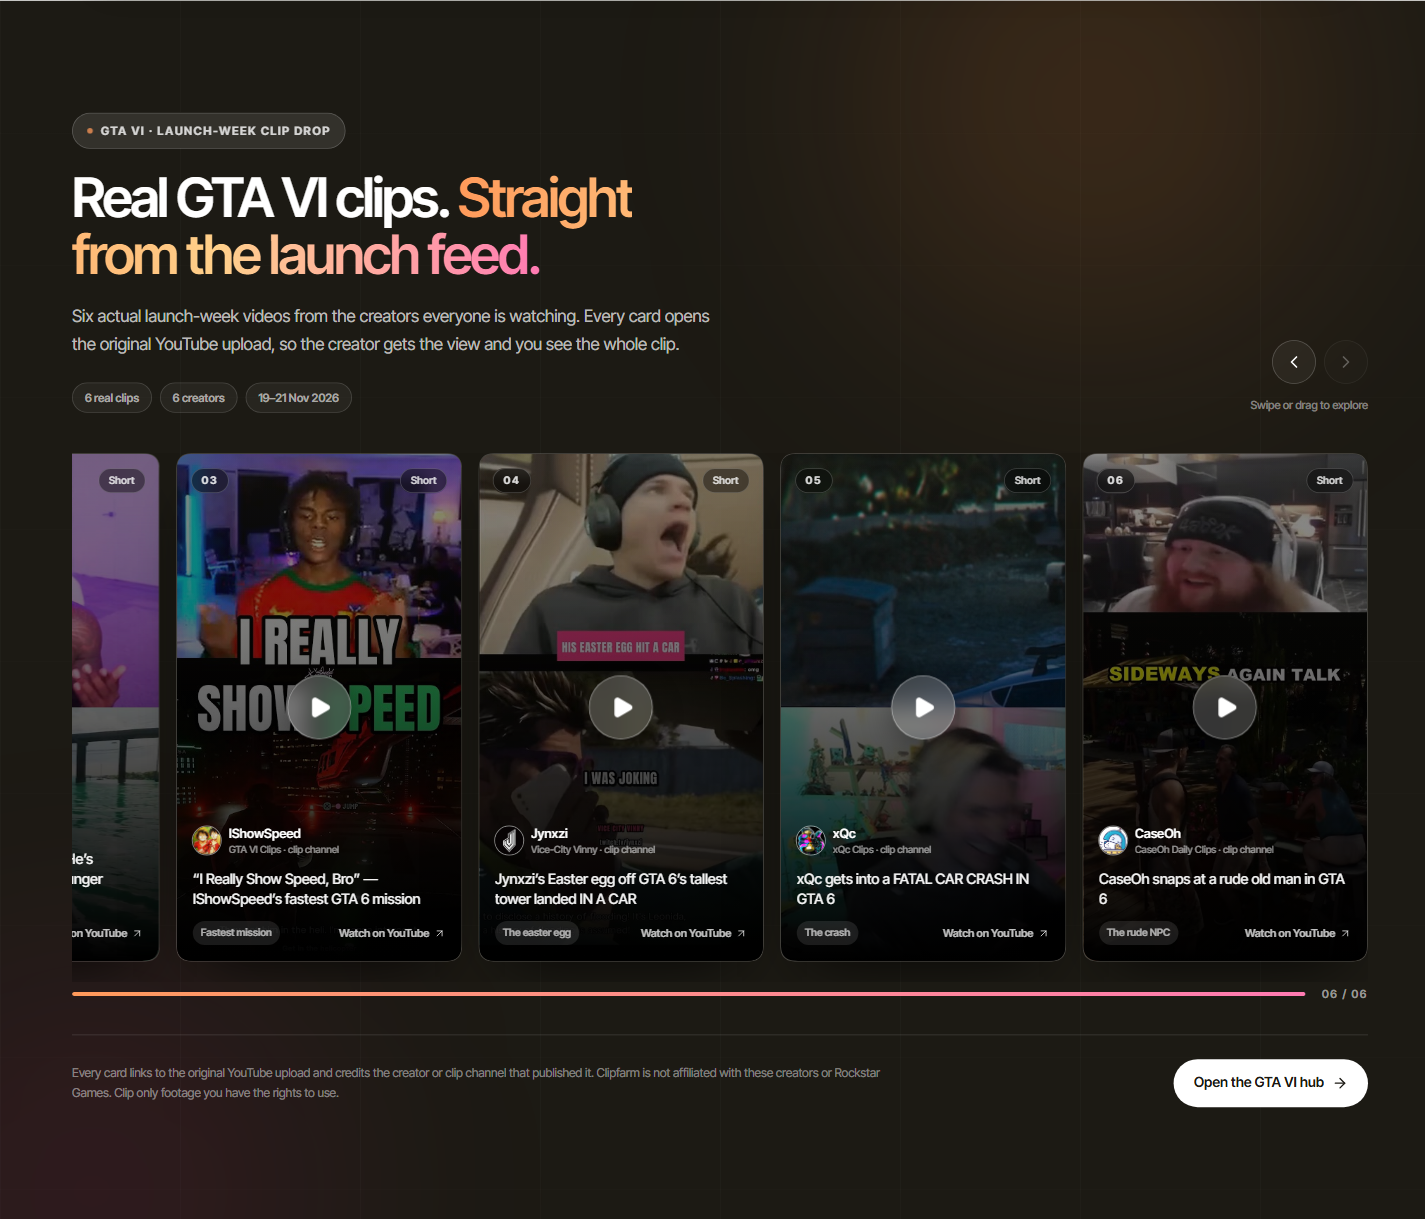 GTA VI · LAUNCH-WEEK CLIP DROP
Real GTA VI clips. Straight
from the launch feed.
Six actual launch-week videos from the creators everyone is watching. Every card opens
the original YouTube upload, so the creator gets the view and you see the whole clip.
6 real clips
6 creators
19–21 Nov 2026
Swipe or drag to explore
Short
He's
on YouTube
03
Short
I REALLY
SHOW SPEED
IShowSpeed
GTA VI Clips · clip channel
“I Really Show Speed, Bro” —
IShowSpeed’s fastest GTA 6 mission
Fastest mission
Watch on YouTube
04
Short
HIS EASTER EGG HIT A CAR
I WAS JOKING
Jynxzi
Vice-City Vinny · clip channel
Jynxzi’s Easter egg off GTA 6’s tallest
tower landed IN A CAR
The easter egg
Watch on YouTube
05
Short
xQc
xQc Clips · clip channel
xQc gets into a FATAL CAR CRASH IN
GTA 6
The crash
Watch on YouTube
06
Short
SIDEWAYS AGAIN TALK
CaseOh
CaseOh Daily Clips · clip channel
CaseOh snaps at a rude old man in GTA
6
The rude NPC
Watch on YouTube
06 / 06
Every card links to the original YouTube upload and credits the creator or clip channel that published it. Clipfarm is not affiliated with these creators or Rockstar
Games. Clip only footage you have the rights to use.
Open the GTA VI hub